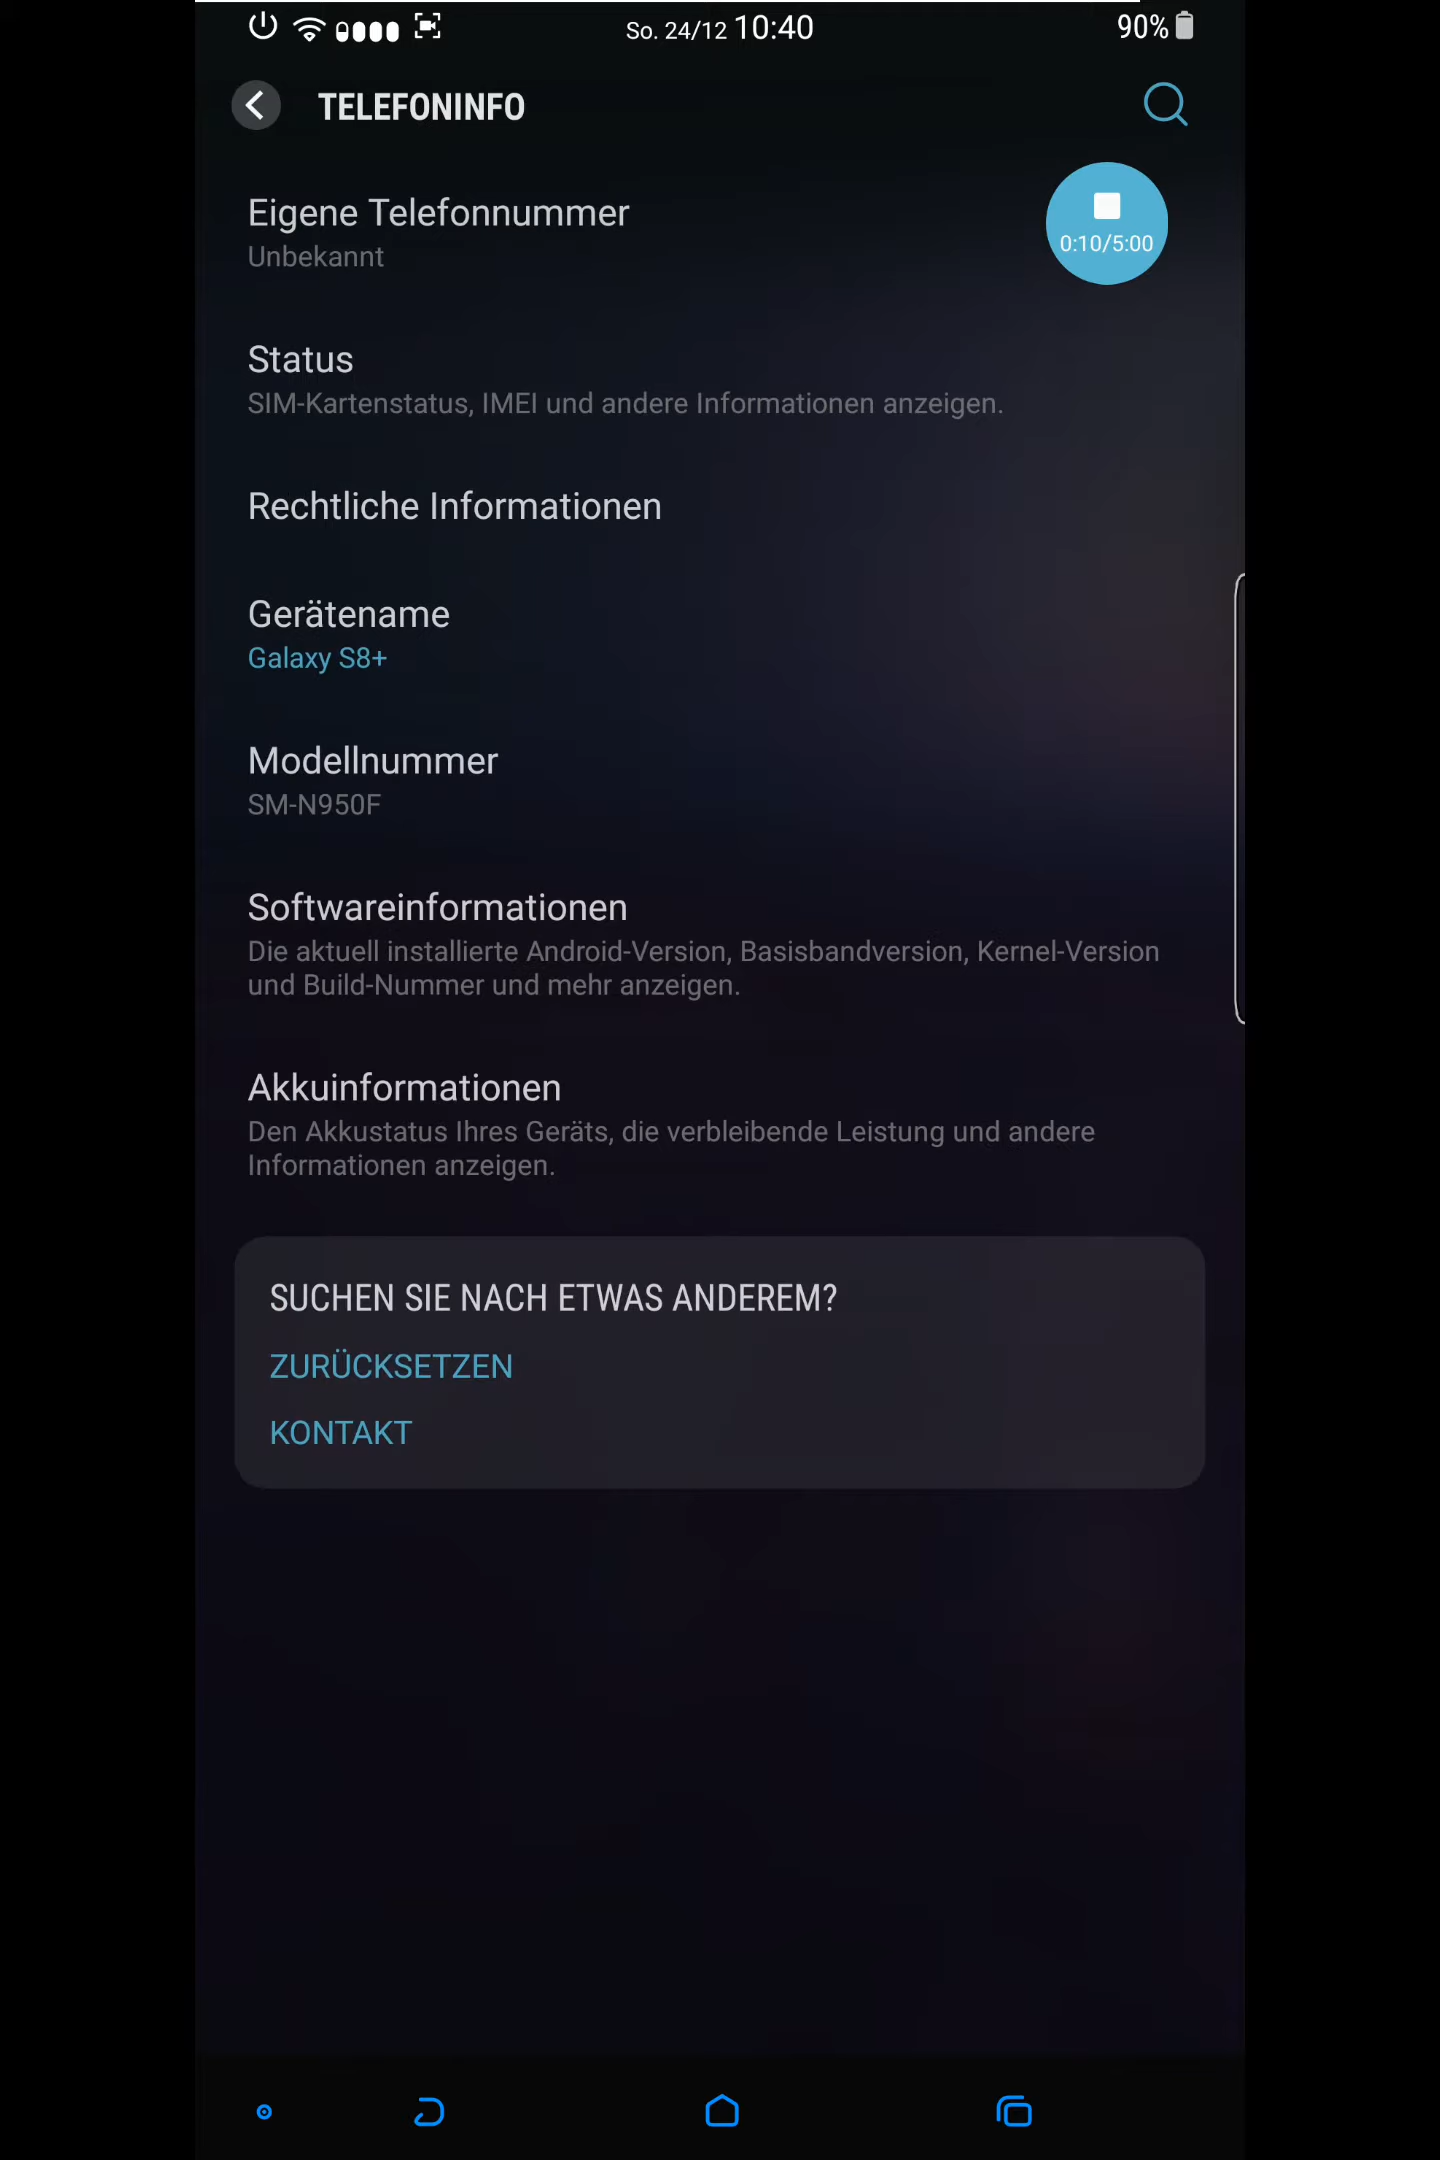 So. 24/12 10:40
90%
TELEFONINFO
Eigene Telefonnummer
Unbekannt
0:10/5:00
Status
SIM-Kartenstatus, IMEI und andere Informationen anzeigen.
Rechtliche Informationen
Gerätename
Galaxy S8+
Modellnummer
SM-N950F
Softwareinformationen
Die aktuell installierte Android-Version, Basisbandversion, Kernel-Version
und Build-Nummer und mehr anzeigen.
Akkuinformationen
Den Akkustatus Ihres Geräts, die verbleibende Leistung und andere
Informationen anzeigen.
SUCHEN SIE NACH ETWAS ANDEREM?
ZURÜCKSETZEN
KONTAKT